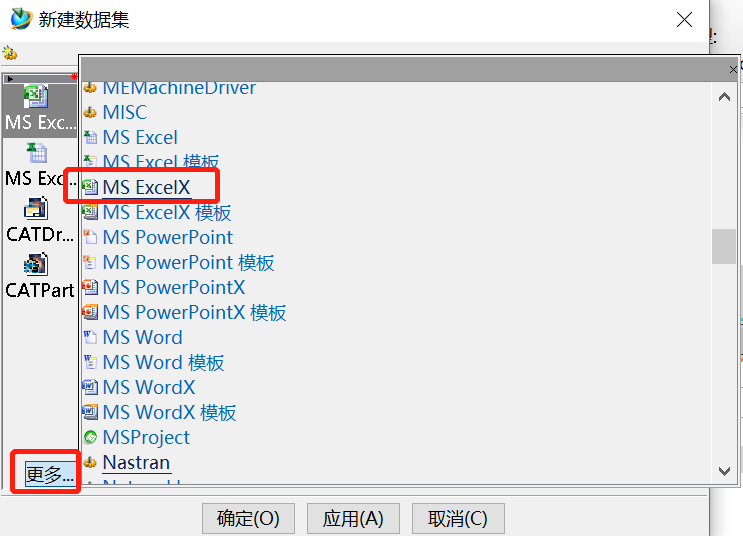 新建数据集
型:
MS Exc...
MS Exc...
CATDr...
CATPart
更多...
MEMachineDriver
MISC
MS Excel
MS Excel 模板
MS ExcelX
MS ExcelX 模板
MS PowerPoint
MS PowerPoint 模板
MS PowerPointX
MS PowerPointX 模板
MS Word
MS Word 模板
MS WordX
MS WordX 模板
MSProject
Nastran
确定(O)
应用(A)
取消(C)